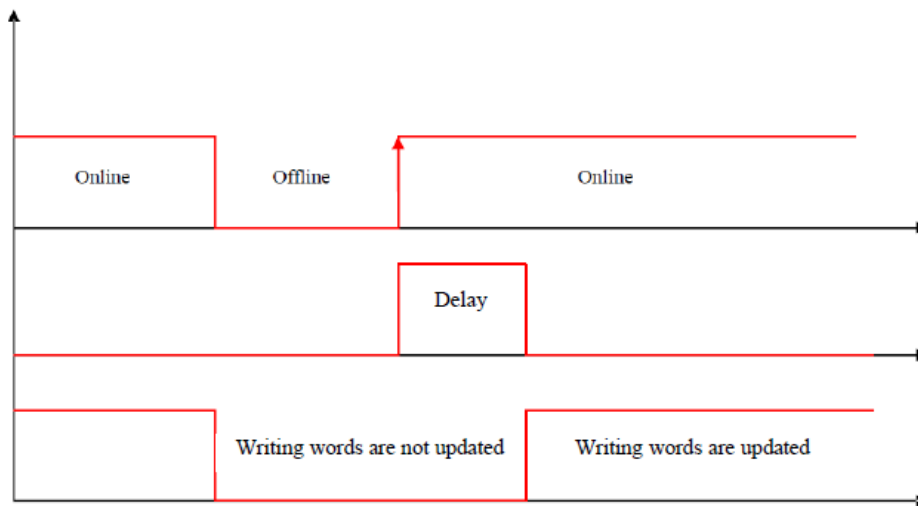 Online
Offline
Online
Delay
Writing words are not updated
Writing words are updated